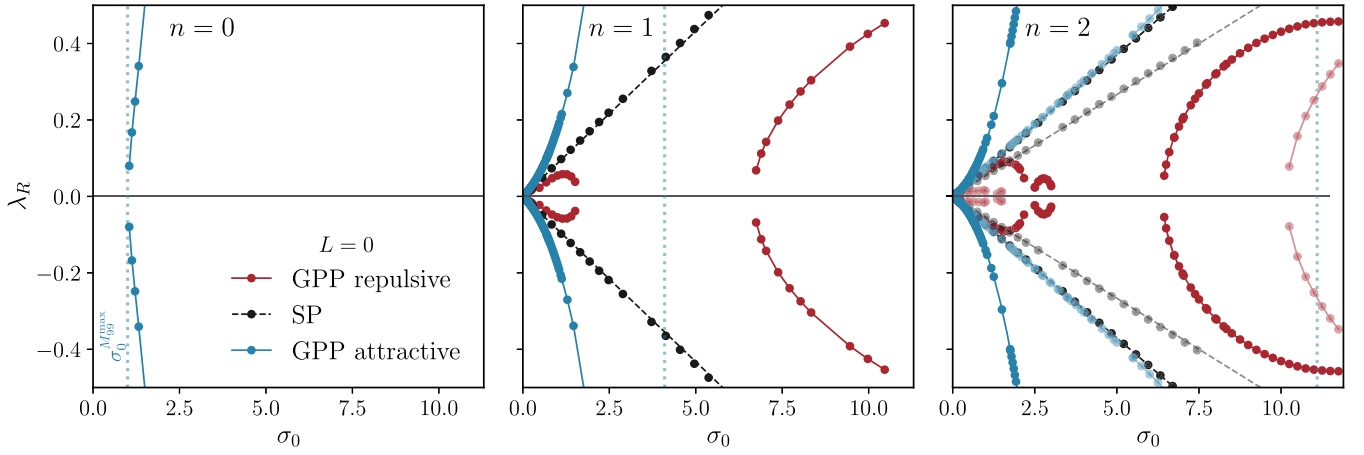 n = 0
n = 1
n = 2
λ_R
0.4
0.2
0.0
−0.2
−0.4
L = 0
GPP repulsive
SP
GPP attractive
σ_0^{M_{99}^{max}}
0.0 2.5 5.0 7.5 10.0
0.0 2.5 5.0 7.5 10.0
0.0 2.5 5.0 7.5 10.0
σ_0
σ_0
σ_0